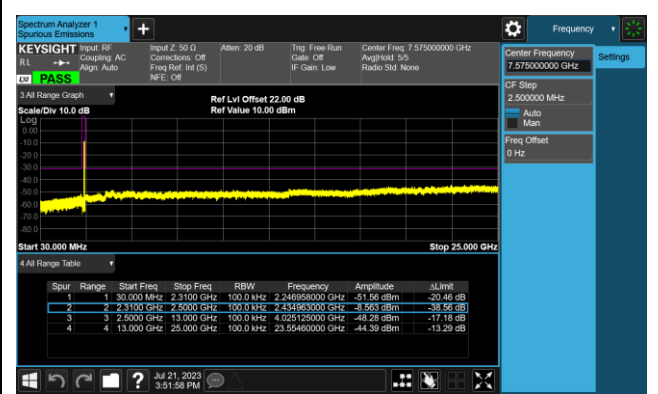 Spectrum Analyzer 1
Spurious Emissions
Frequency
KEYSIGHT
Input: RF
Coupling: AC
Align: Auto
Input Z: 50 Ω
Corrections: Off
Freq Ref: Int (S)
NFE: Off
Atten: 20 dB
Trig: Free Run
Gate: Off
IF Gain: Low
Center Freq: 7.575000000 GHz
Avg|Hold: 5/5
Radio Std: None
R L
LXI
PASS
3 All Range Graph
Scale/Div 10.0 dB
Ref Lvl Offset 22.00 dB
Ref Value 10.00 dBm
Log
0.00
-10.0
-20.0
-30.0
-40.0
-50.0
-60.0
-70.0
-80.0
Start 30.000 MHz
Stop 25.000 GHz
4 All Range Table
Spur Range Start Freq Stop Freq RBW Frequency Amplitude ΔLimit
1 1 30.000 MHz 2.3100 GHz 100.0 kHz 2.246958000 GHz -51.56 dBm -20.46 dB
2 2 2.3100 GHz 2.5000 GHz 100.0 kHz 2.434963000 GHz -8.563 dBm -38.56 dB
3 3 2.5000 GHz 13.000 GHz 100.0 kHz 4.025125000 GHz -48.28 dBm -17.18 dB
4 4 13.000 GHz 25.000 GHz 100.0 kHz 23.55460000 GHz -44.39 dBm -13.29 dB
Jul 21, 2023
3:51:58 PM
Center Frequency
7.575000000 GHz
Settings
CF Step
2.500000 MHz
Auto
Man
Freq Offset
0 Hz